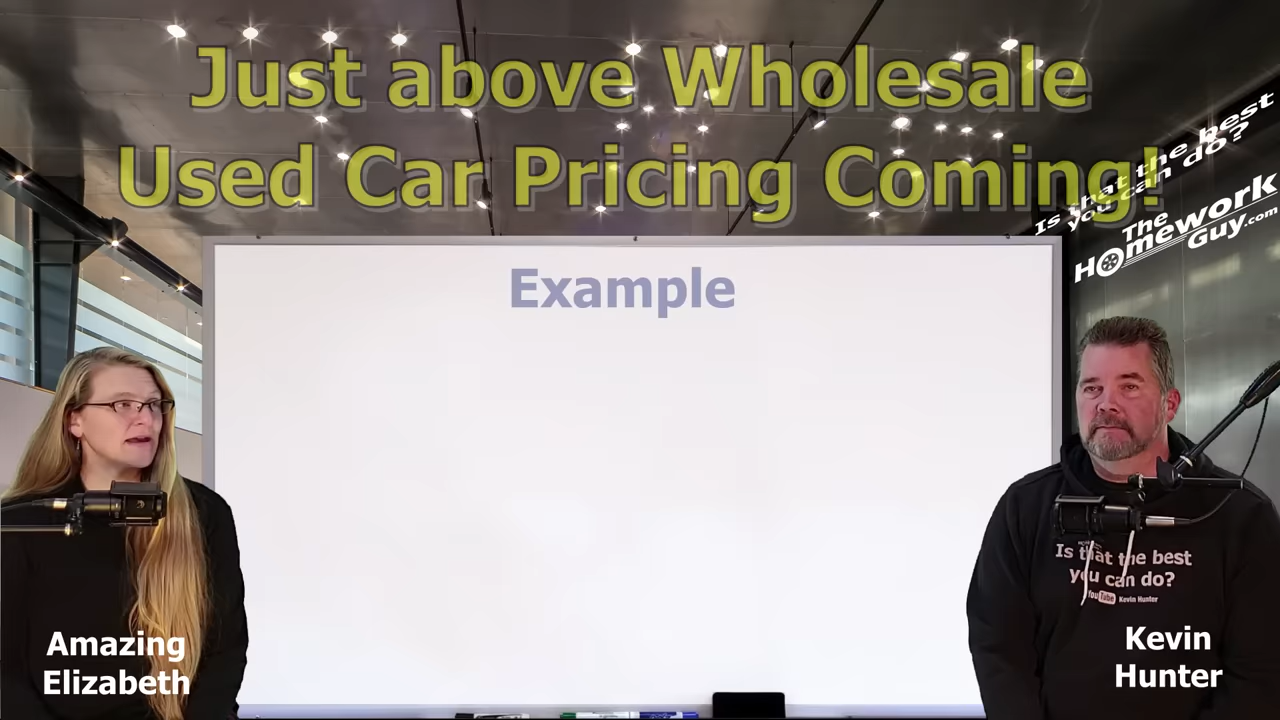 Just above Wholesale
Used Car Pricing Coming!
Is that the best
you can do?
The
Homework
Guy.com
Example
Is that the best
you can do?
YouTube Kevin Hunter
Amazing
Elizabeth
Kevin
Hunter